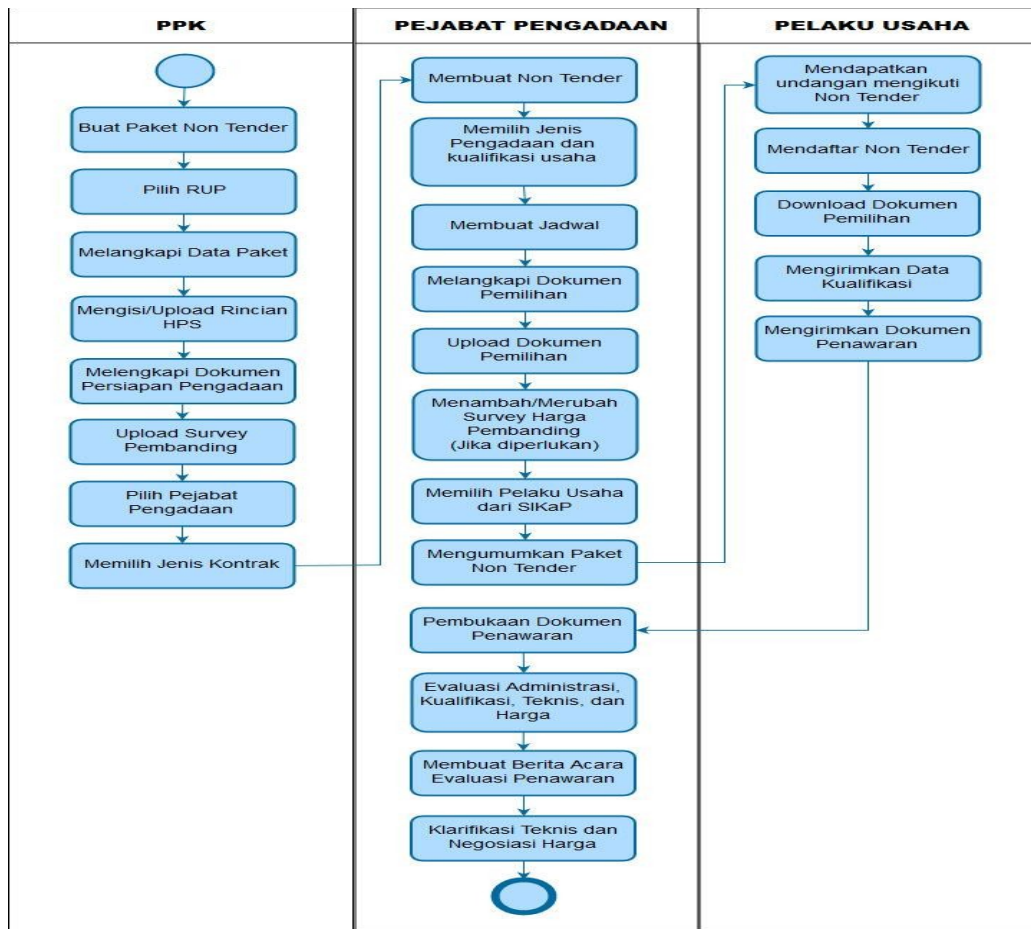 PPK
PEJABAT PENGADAAN
PELAKU USAHA
Buat Paket Non Tender
Pilih RUP
Melangkapi Data Paket
Mengisi/Upload Rincian
HPS
Melengkapi Dokumen
Persiapan Pengadaan
Upload Survey
Pembanding
Pilih Pejabat
Pengadaan
Memilih Jenis Kontrak
Membuat Non Tender
Memilih Jenis
Pengadaan dan
kualifikasi usaha
Membuat Jadwal
Melangkapi Dokumen
Pemilihan
Upload Dokumen
Pemilihan
Menambah/Merubah
Survey Harga
Pembanding
(Jika diperlukan)
Memilih Pelaku Usaha
dari SIKaP
Mengumumkan Paket
Non Tender
Mendapatkan
undangan mengikuti
Non Tender
Mendaftar Non Tender
Download Dokumen
Pemilihan
Mengirimkan Data
Kualifikasi
Mengirimkan Dokumen
Penawaran
Pembukaan Dokumen
Penawaran
Evaluasi Administrasi,
Kualifikasi, Teknis, dan
Harga
Membuat Berita Acara
Evaluasi Penawaran
Klarifikasi Teknis dan
Negosiasi Harga